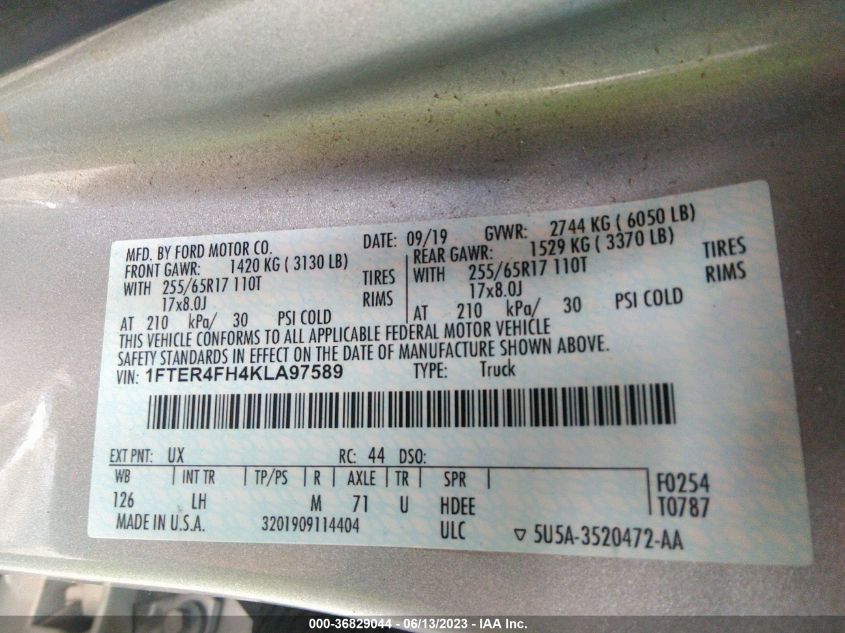 MFD. BY FORD MOTOR CO. DATE: 09/19 GVWR: 2744 KG ( 6050 LB)
FRONT GAWR: 1420 KG ( 3130 LB) REAR GAWR: 1529 KG ( 3370 LB)
WITH 255/65R17 110T TIRES WITH 255/65R17 110T TIRES
17x8.0J RIMS 17x8.0J RIMS
AT 210 kPa/ 30 PSI COLD AT 210 kPa/ 30 PSI COLD
THIS VEHICLE CONFORMS TO ALL APPLICABLE FEDERAL MOTOR VEHICLE
SAFETY STANDARDS IN EFFECT ON THE DATE OF MANUFACTURE SHOWN ABOVE.
VIN: 1FTER4FH4KLA97589 TYPE: Truck
EXT PNT: UX RC: 44 DSO:
WB INT TR TP/PS R AXLE TR SPR F0254
126 LH M 71 U HDEE T0787
MADE IN U.S.A. 3201909114404 ULC ▽ 5U5A-3520472-AA
000-36829044 / 06/13/2023 - IAA Inc.